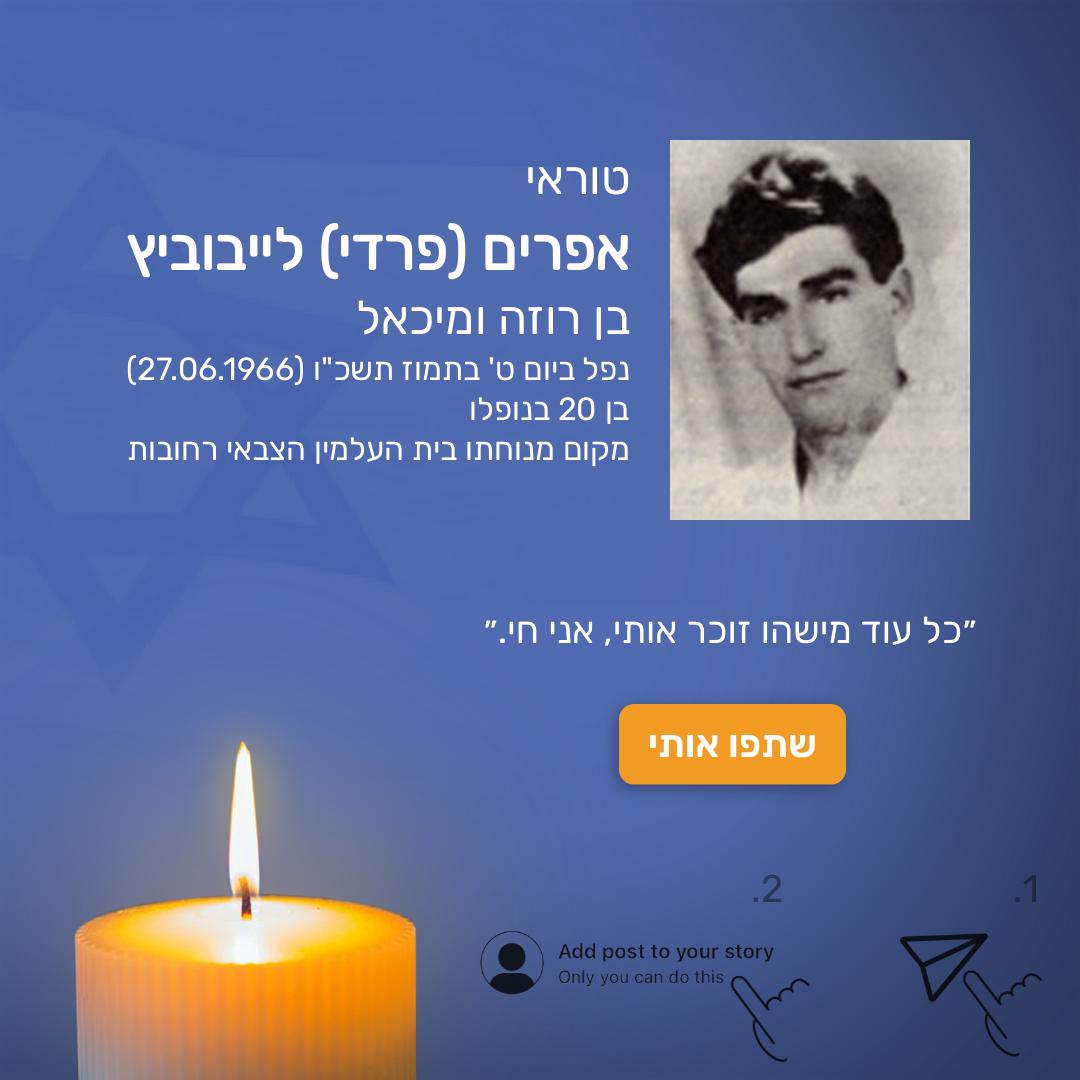 טוראי
אפרים (פרדי) לייבוביץ
בן רוזה ומיכאל
נפל ביום ט' בתמוז תשכ"ו (27.06.1966)
בן 20 בנופלו
מקום מנוחתו בית העלמין הצבאי רחובות
״כל עוד מישהו זוכר אותי, אני חי.״
שתפו אותי
1.
2.
Add post to your story
Only you can do this